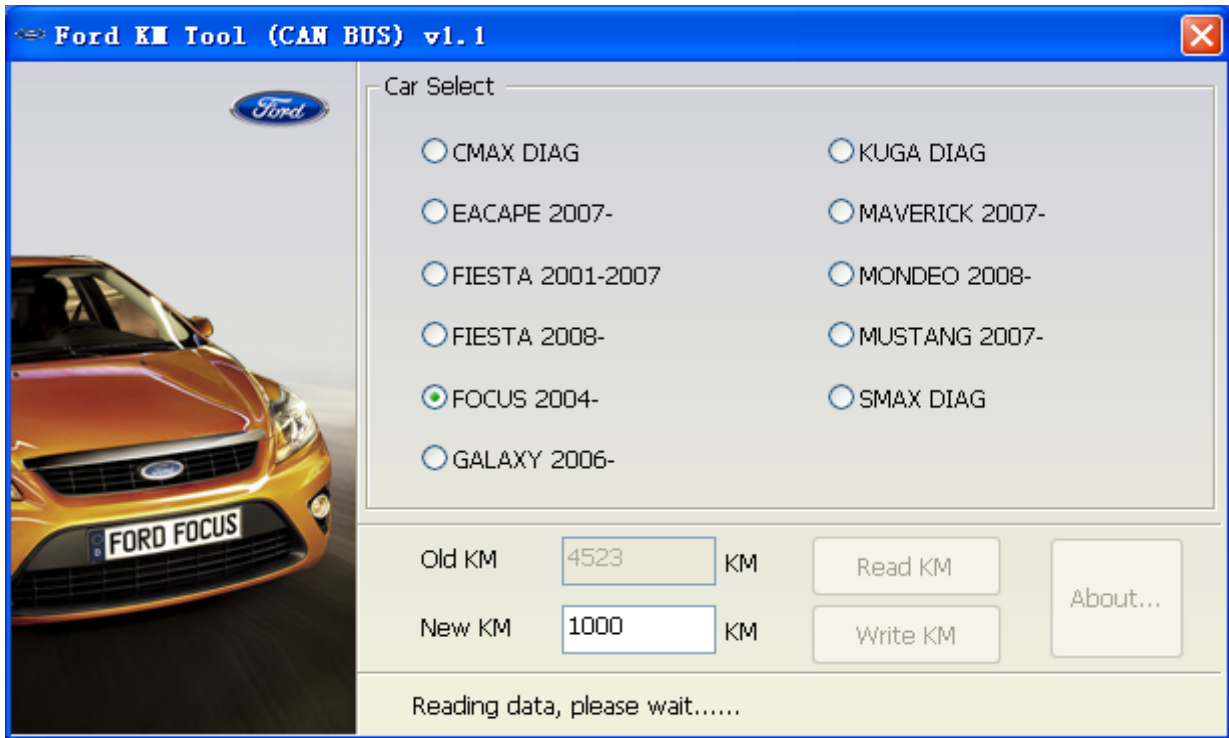 Ford KM Tool (CAN BUS) v1.1
Ford
Car Select
CMAX DIAG
KUGA DIAG
EACAPE 2007-
MAVERICK 2007-
FIESTA 2001-2007
MONDEO 2008-
FIESTA 2008-
MUSTANG 2007-
FOCUS 2004-
SMAX DIAG
GALAXY 2006-
Ford
D FORD FOCUS
Old KM 4523 KM
Read KM
About...
New KM 1000 KM
Write KM
Reading data, please wait......